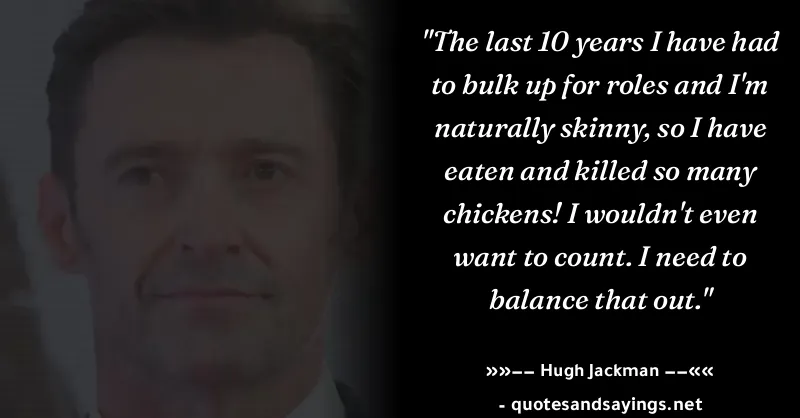 "The last 10 years I have had
to bulk up for roles and I'm
naturally skinny, so I have
eaten and killed so many
chickens! I wouldn't even
want to count. I need to
balance that out."
»»−− Hugh Jackman −−««
- quotesandsayings.net